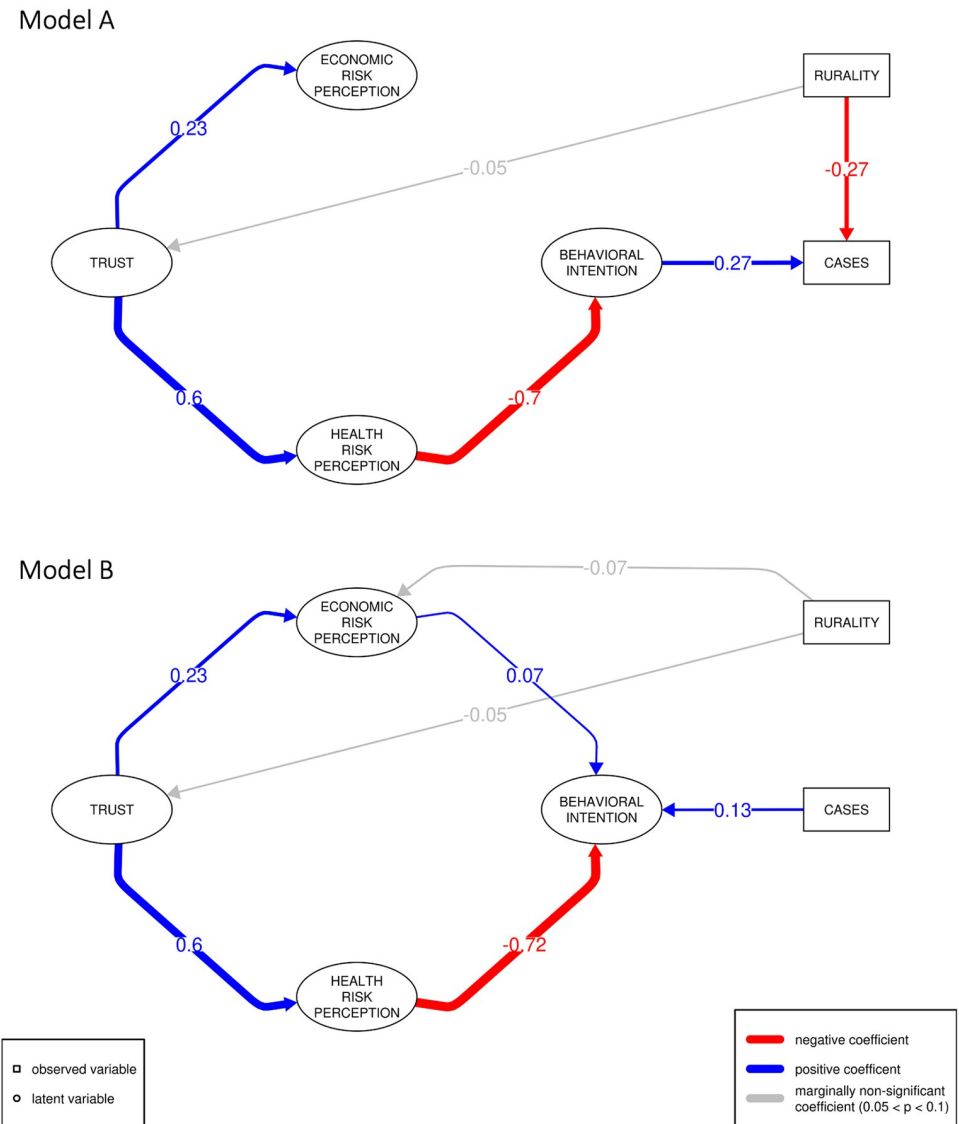 Model A
ECONOMIC
RISK
PERCEPTION
RURALITY
0.23
-0.05
-0.27
TRUST
BEHAVIORAL
INTENTION
0.27
CASES
0.6
-0.7
HEALTH
RISK
PERCEPTION
Model B
-0.07
ECONOMIC
RISK
PERCEPTION
RURALITY
0.23
0.07
-0.05
TRUST
BEHAVIORAL
INTENTION
0.13
CASES
0.6
-0.72
HEALTH
RISK
PERCEPTION
observed variable
latent variable
negative coefficient
positive coefficent
marginally non-significant
coefficient (0.05 < p < 0.1)